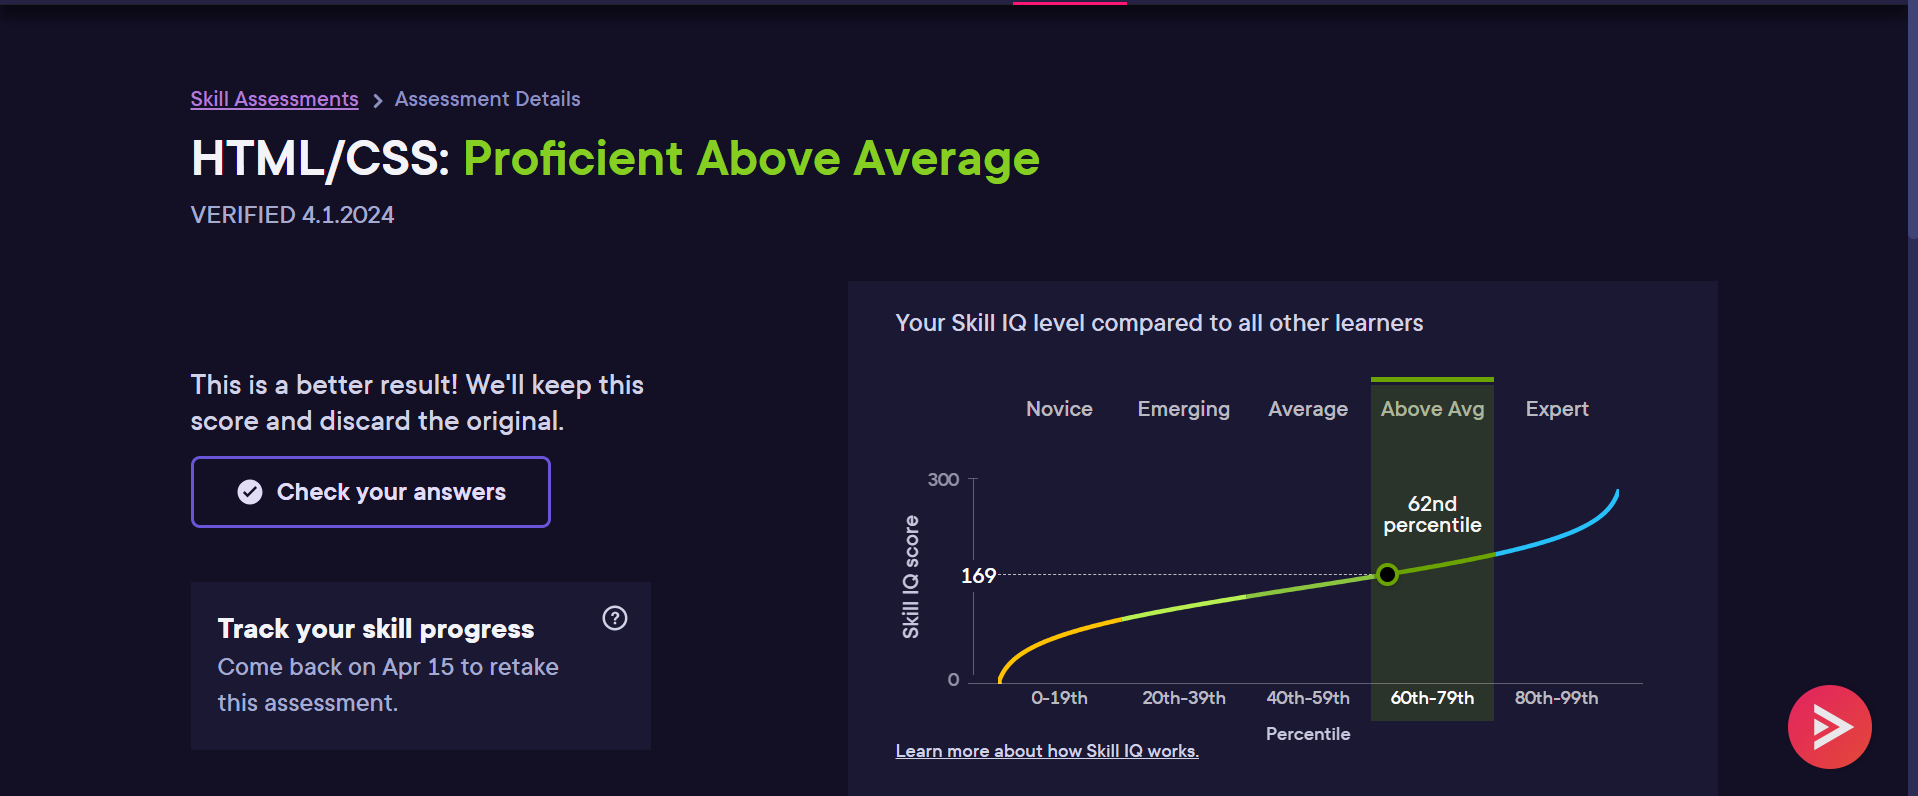 Skill Assessments > Assessment Details
HTML/CSS: Proficient Above Average
VERIFIED 4.1.2024
This is a better result! We'll keep this
score and discard the original.
Check your answers
Track your skill progress
?
Come back on Apr 15 to retake
this assessment.
Your Skill IQ level compared to all other learners
Novice Emerging Average Above Avg Expert
300
62nd
percentile
Skill IQ score
169
0
0-19th 20th-39th 40th-59th 60th-79th 80th-99th
Percentile
Learn more about how Skill IQ works.